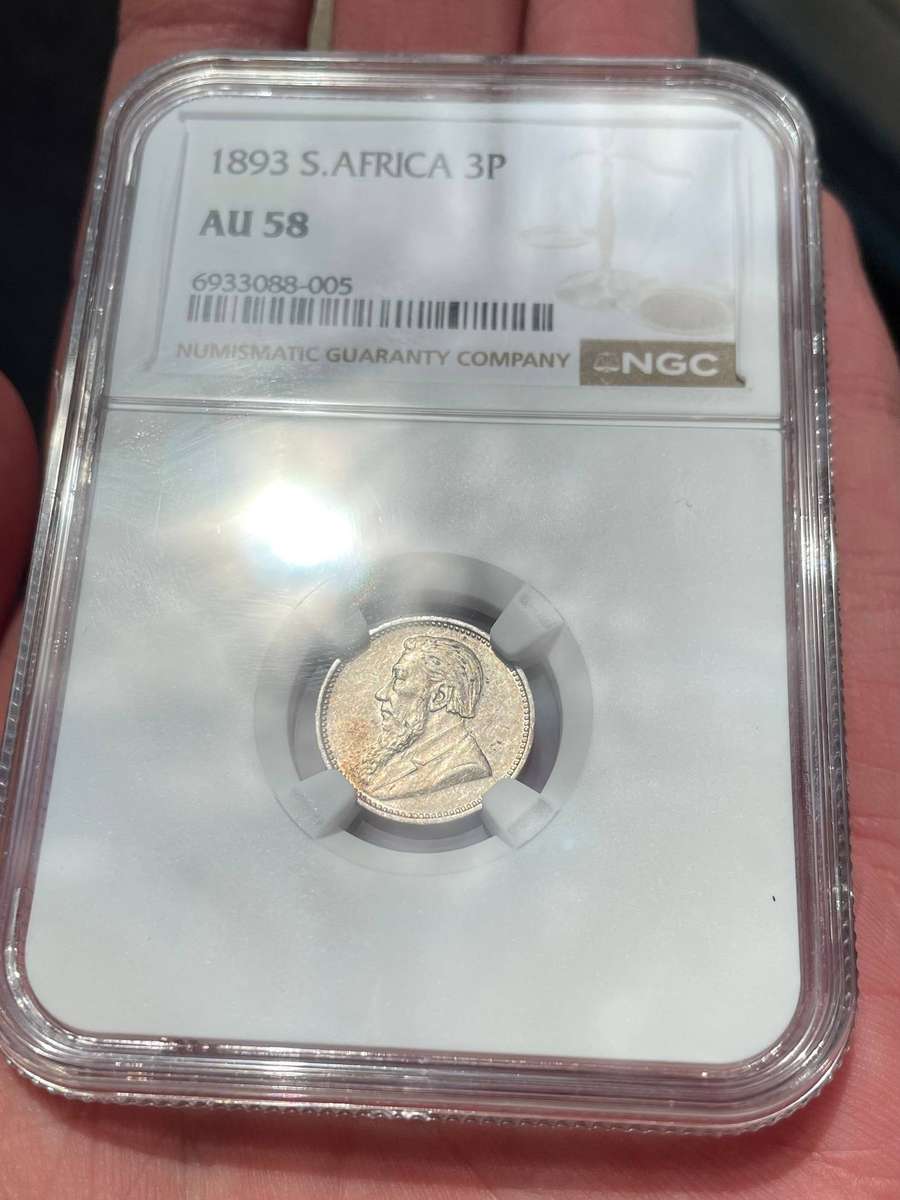 1893 S.AFRICA 3P
AU 58
6933088-005
NUMISMATIC GUARANTY COMPANY NGC